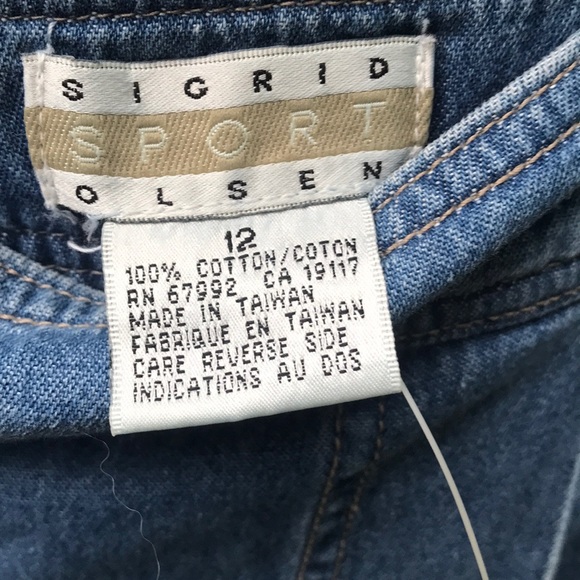 SIGRID
SPORT
OLSEN
12
100% COTTON/COTON
RN 67992 CA 19117
MADE IN TAIWAN
FABRIQUE EN TAIWAN
CARE REVERSE SIDE
INDICATIONS AU DOS